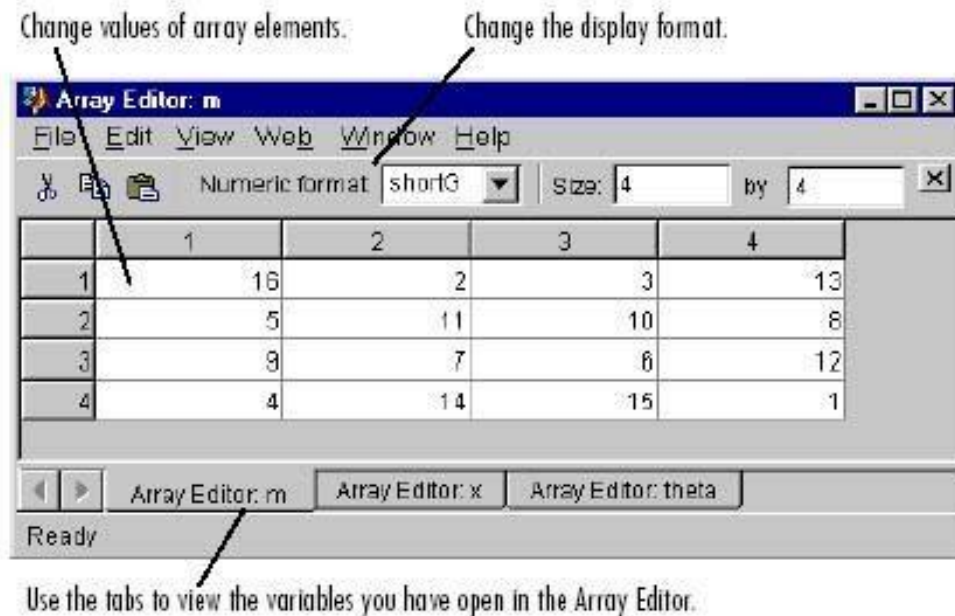 Change values of array elements. Change the display format.
Array Editor: m
File Edit View Web Window Help
Numeric format shortG Size: 4 by 4
1 2 3 4
1 16 2 3 13
2 5 11 10 8
3 9 7 6 12
4 4 14 15 1
Array Editor: m Array Editor: x Array Editor: theta
Ready
Use the tabs to view the variables you have open in the Array Editor.